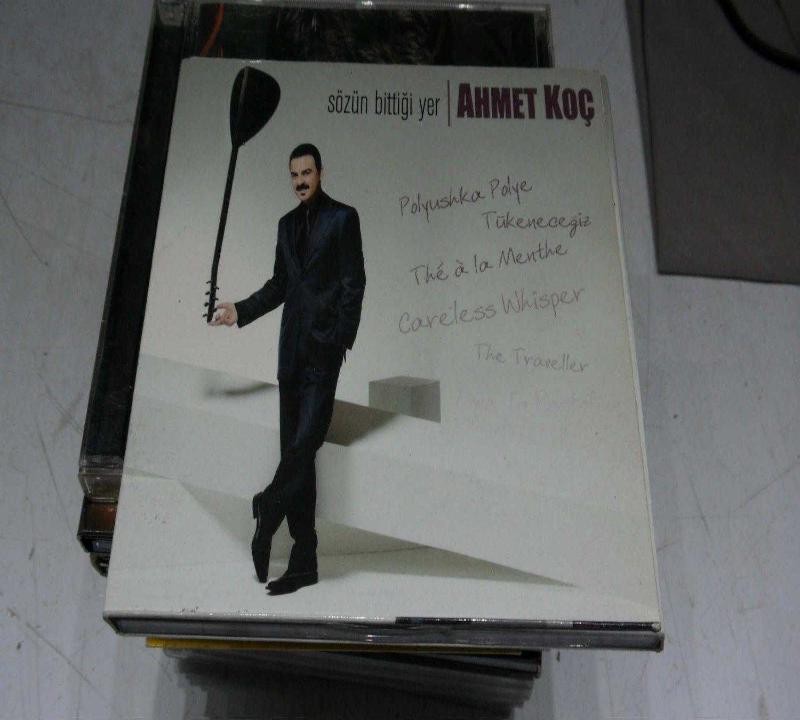 sözün bittiği yer AHMET KOÇ
Polyushka Polye
Tükeneceğiz
Thé à la Menthe
Careless Whisper
The Traveller